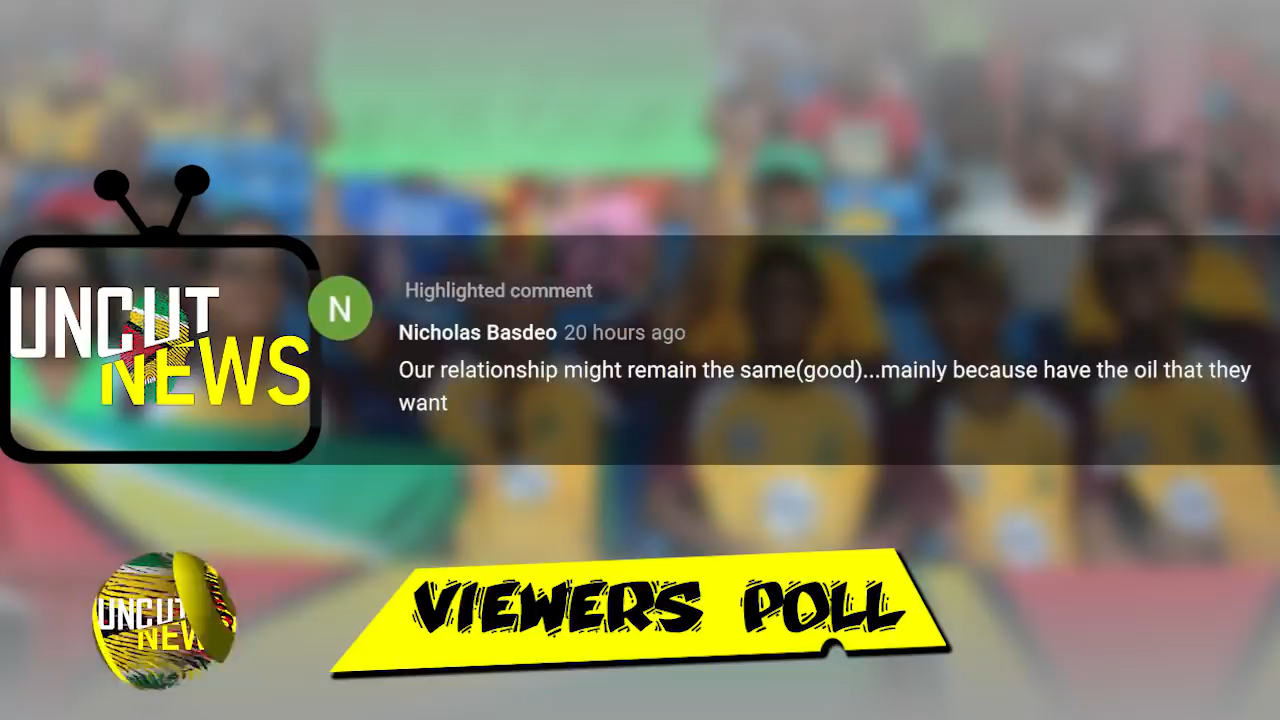 UNCUT
NEWS
N
Highlighted comment
Nicholas Basdeo 20 hours ago
Our relationship might remain the same(good)...mainly because have the oil that they
want
UNCUT
NEW
VIEWERS POLL